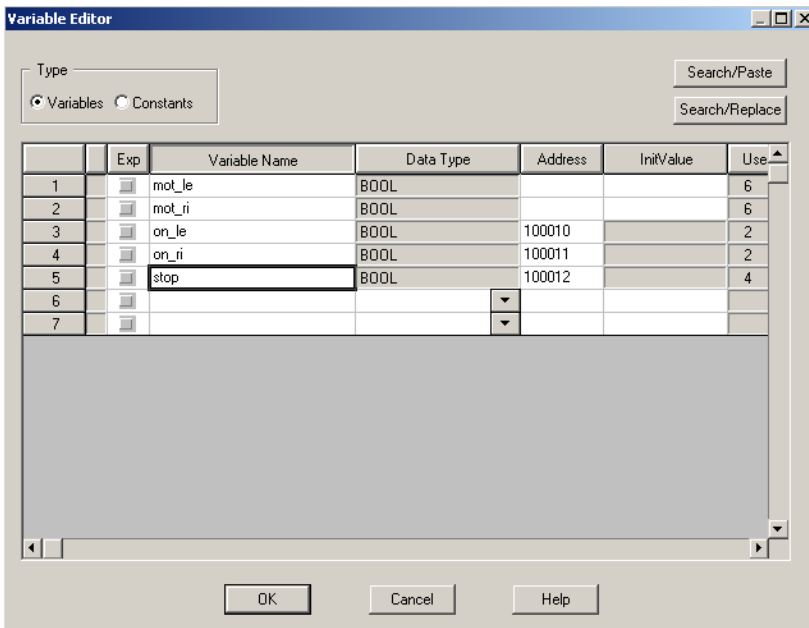 Variable Editor
Type
Variables Constants
Search/Paste
Search/Replace
Exp Variable Name Data Type Address InitValue Use
1 mot_le BOOL 6
2 mot_ri BOOL 6
3 on_le BOOL 100010 2
4 on_ri BOOL 100011 2
5 stop BOOL 100012 4
6
7
OK Cancel Help